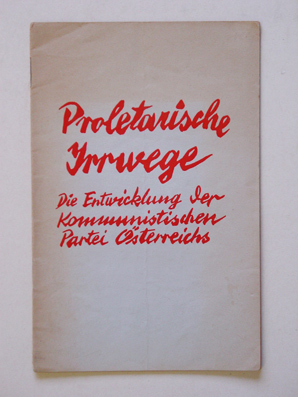 Proletarische
Irrwege
Die Entwicklung der
Kommunistischen
Partei Österreichs